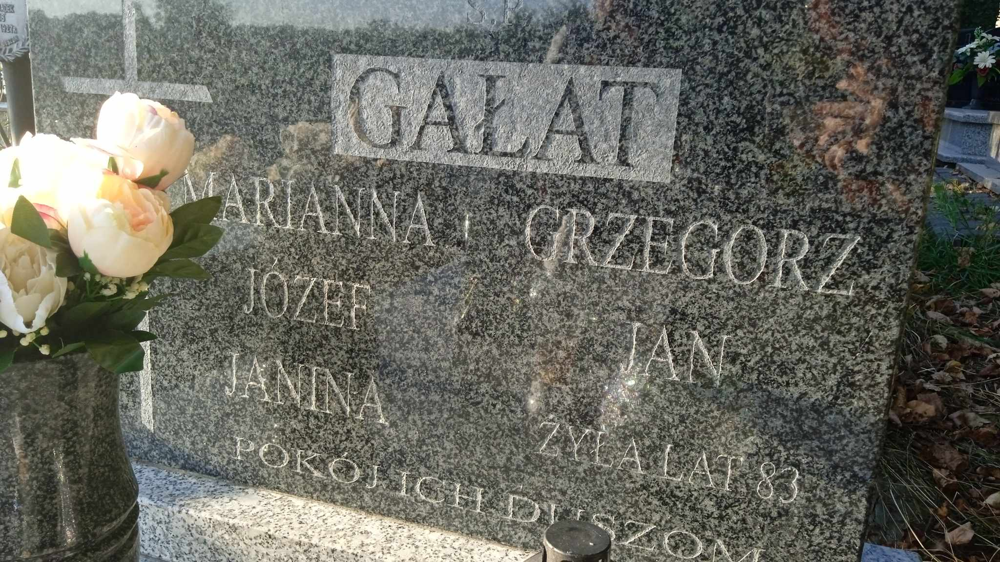 Ś.P.
GAŁAT
MARIANNA GRZEGORZ
JÓZEF JAN
JANINA
ŻYŁA LAT 83
POKÓJ ICH DUSZOM